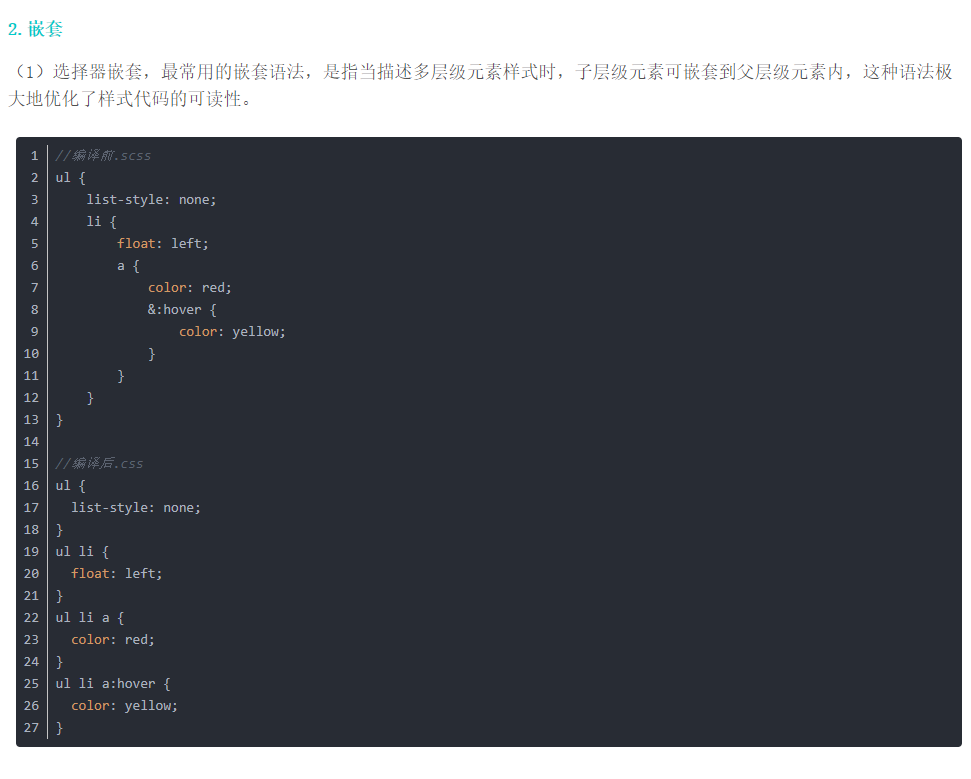 2. 嵌套
（1）选择器嵌套，最常用的嵌套语法，是指当描述多层级元素样式时，子层级元素可嵌套到父层级元素内，这种语法极
大地优化了样式代码的可读性。
1 //编译前.scss
2 ul {
3     list-style: none;
4     li {
5         float: left;
6         a {
7             color: red;
8             &:hover {
9                 color: yellow;
10             }
11         }
12     }
13 }
14
15 //编译后.css
16 ul {
17   list-style: none;
18 }
19 ul li {
20   float: left;
21 }
22 ul li a {
23   color: red;
24 }
25 ul li a:hover {
26   color: yellow;
27 }